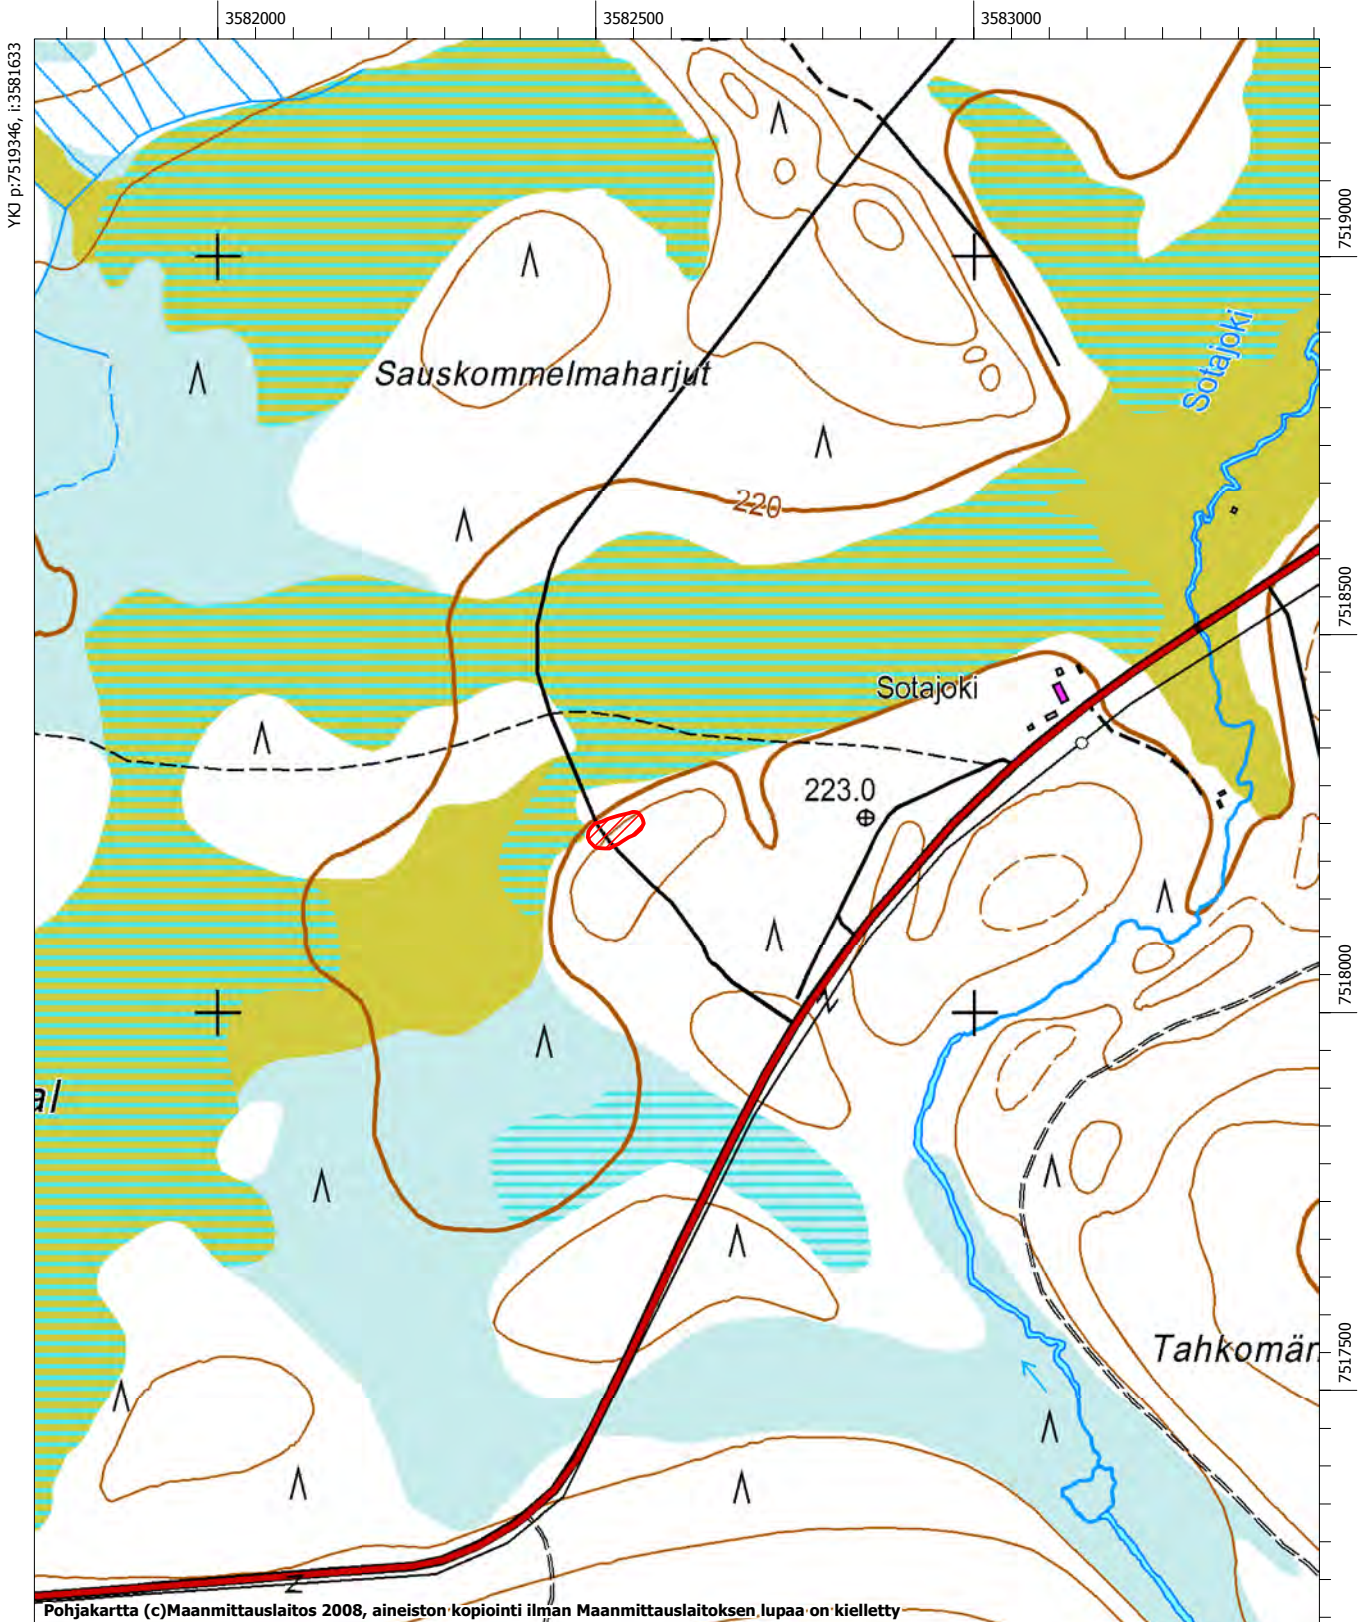 3582000
3582500
3583000
YKJ p:7519346, i:3581633
7519000
Sotajoki
Sauskommelmaharjut
220
7518500
Sotajoki
223.0
7518000
al
7517500
Tahkomän
Pohjakartta (c)Maanmittauslaitos 2008, aineiston kopiointi ilman Maanmittauslaitoksen lupaa on kielletty